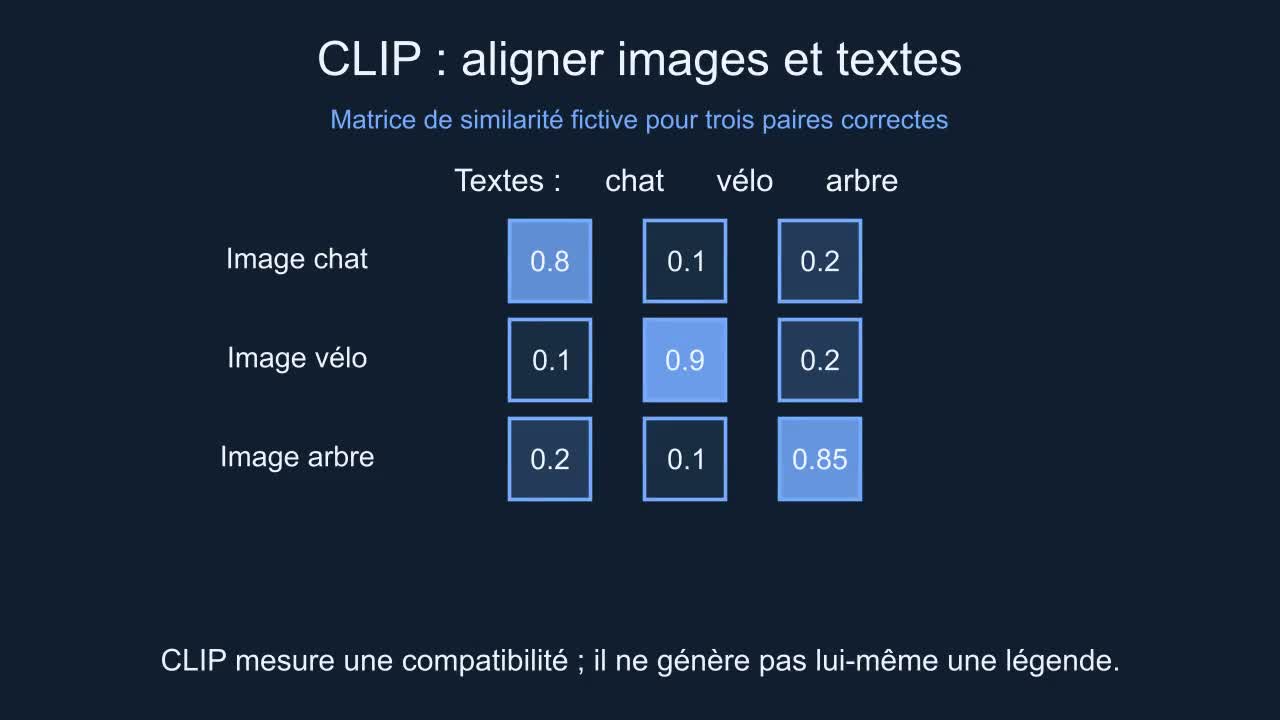 CLIP : aligner images et textes
Matrice de similarité fictive pour trois paires correctes
Textes : chat vélo arbre
Image chat 0.8 0.1 0.2
Image vélo 0.1 0.9 0.2
Image arbre 0.2 0.1 0.85
CLIP mesure une compatibilité ; il ne génère pas lui-même une légende.